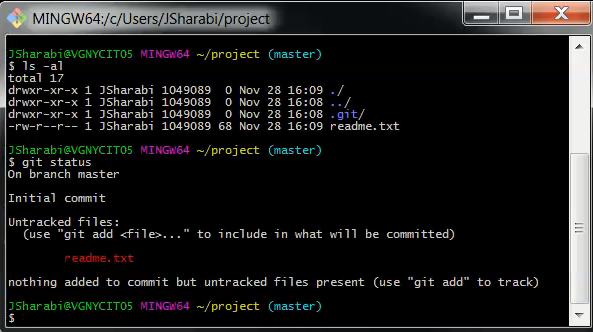 MINGW64:/c/Users/JSharabi/project
JSharabi@VGNYCIT05 MINGW64 ~/project (master)
$ ls -al
total 17
drwxr-xr-x 1 JSharabi 1049089  0 Nov 28 16:09 ./
drwxr-xr-x 1 JSharabi 1049089  0 Nov 28 16:08 ../
drwxr-xr-x 1 JSharabi 1049089  0 Nov 28 16:08 .git/
-rw-r--r-- 1 JSharabi 1049089 68 Nov 28 16:09 readme.txt
JSharabi@VGNYCIT05 MINGW64 ~/project (master)
$ git status
On branch master
Initial commit
Untracked files:
  (use "git add <file>..." to include in what will be committed)
        readme.txt
nothing added to commit but untracked files present (use "git add" to track)
JSharabi@VGNYCIT05 MINGW64 ~/project (master)
$